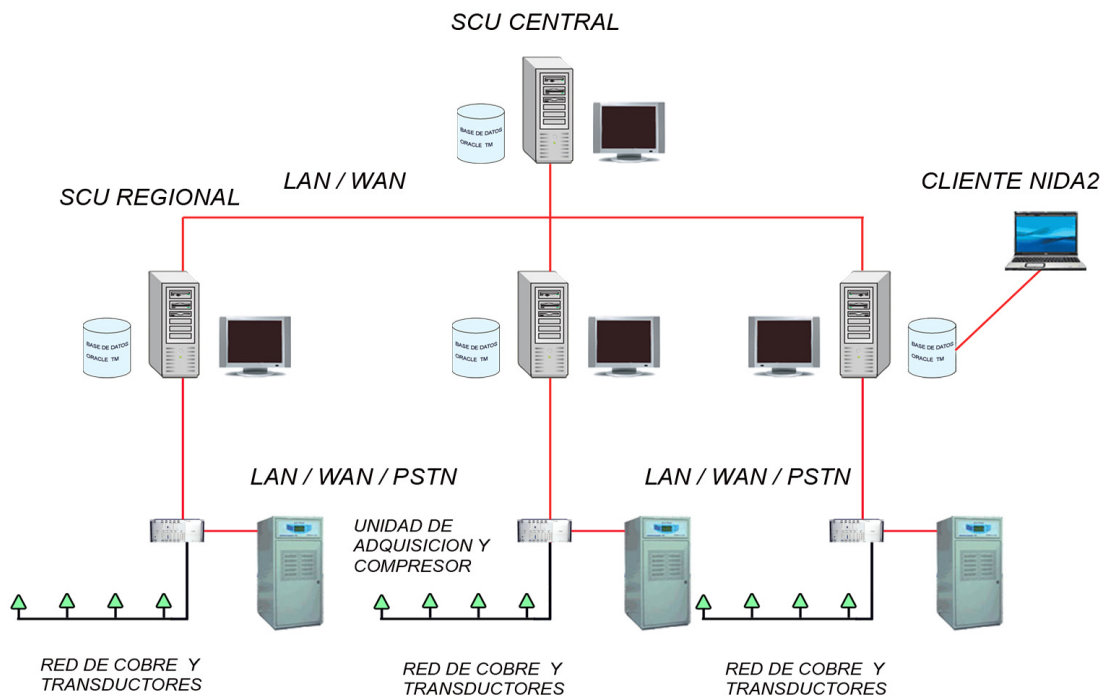 SCU CENTRAL
BASE DE DATOS
ORACLE TM
LAN / WAN
SCU REGIONAL
CLIENTE NIDA2
BASE DE DATOS
ORACLE TM
BASE DE DATOS
ORACLE TM
BASE DE DATOS
ORACLE TM
LAN / WAN / PSTN
LAN / WAN / PSTN
UNIDAD DE
ADQUISICION Y
COMPRESOR
RED DE COBRE Y
TRANSDUCTORES
RED DE COBRE Y
TRANSDUCTORES
RED DE COBRE Y
TRANSDUCTORES